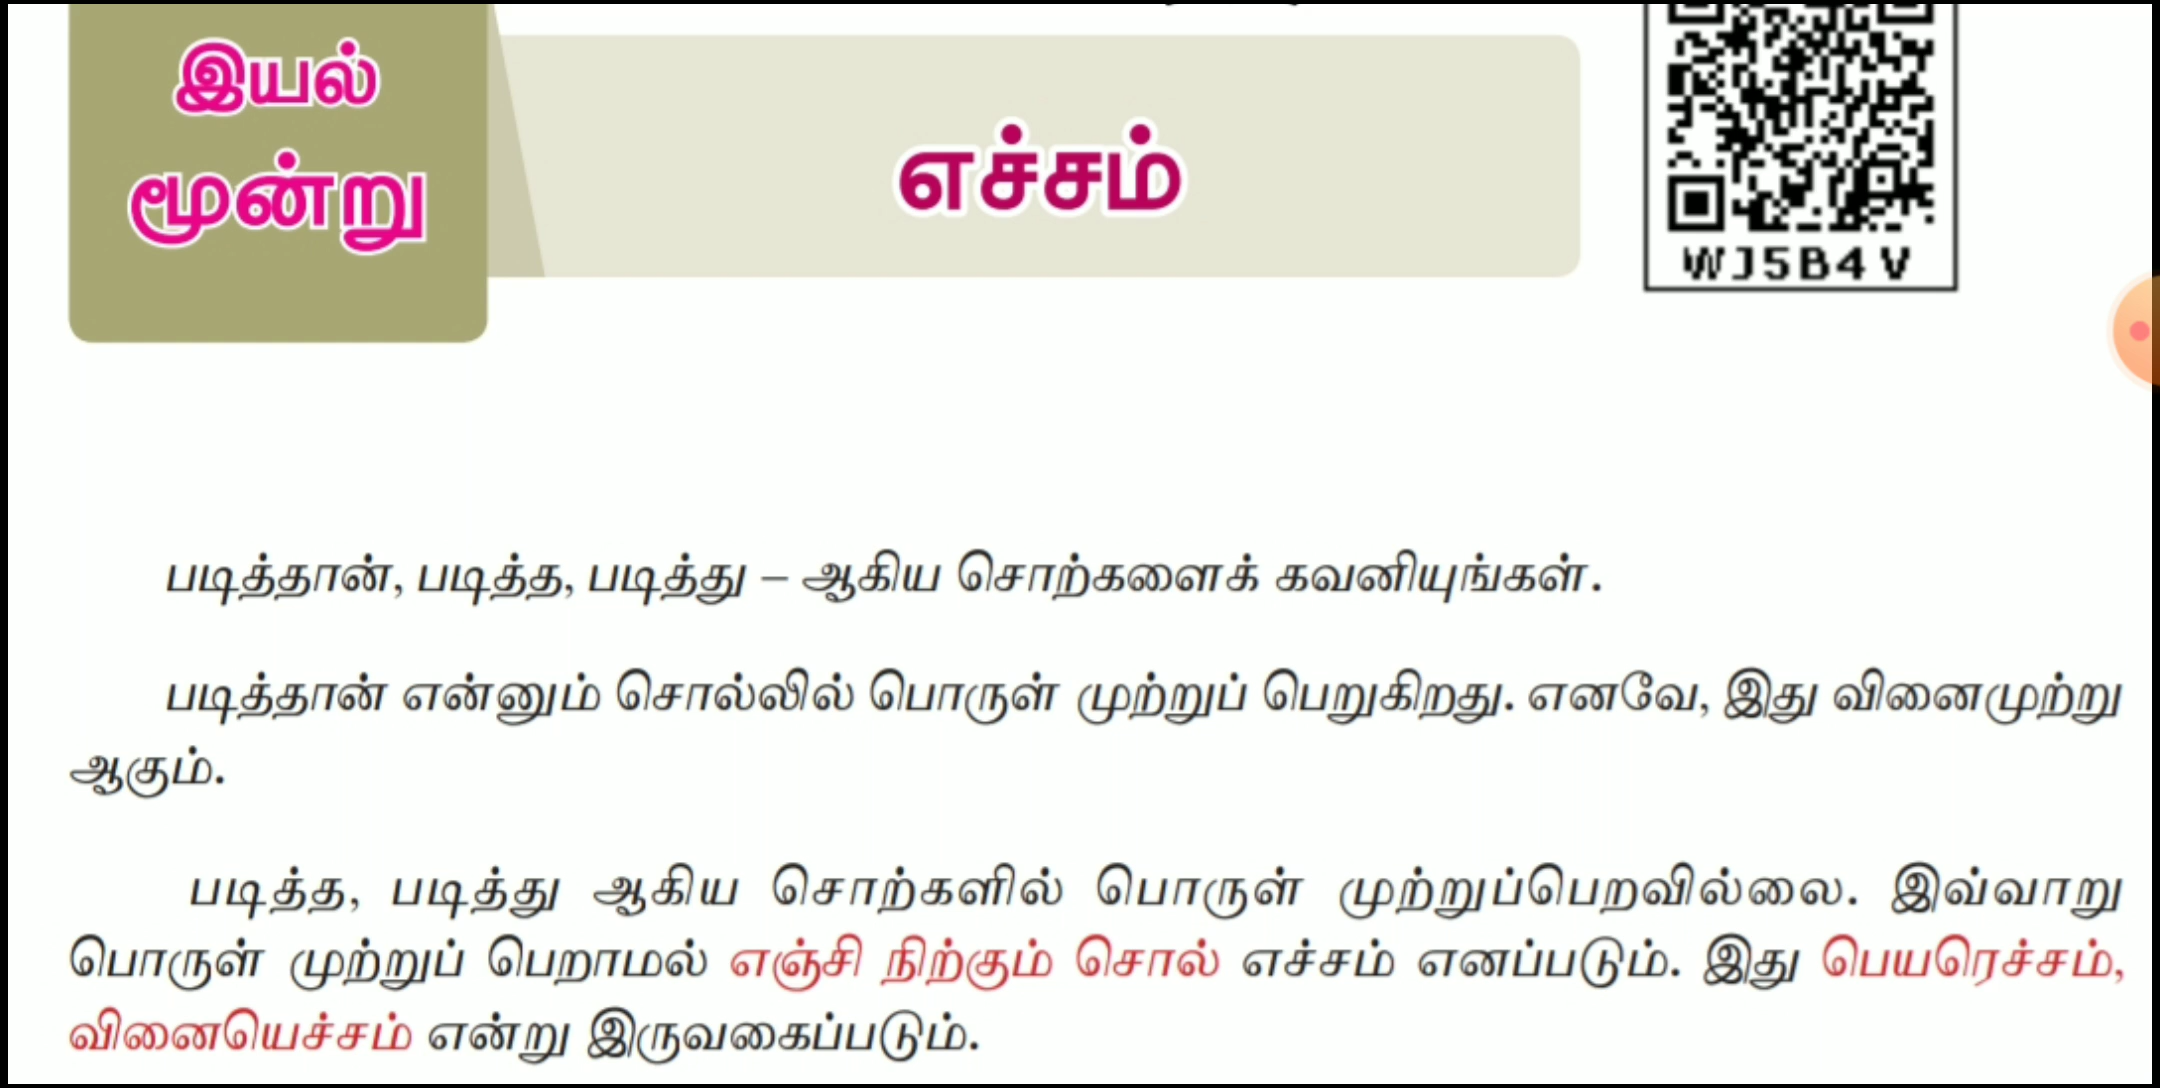 இயல்
மூன்று
எச்சம்
WJ5B4V
படித்தான், படித்த, படித்து – ஆகிய சொற்களைக் கவனியுங்கள்.
படித்தான் என்னும் சொல்லில் பொருள் முற்றுப் பெறுகிறது. எனவே, இது வினைமுற்று
ஆகும்.
படித்த, படித்து ஆகிய சொற்களில் பொருள் முற்றுப்பெறவில்லை. இவ்வாறு
பொருள் முற்றுப் பெறாமல் எஞ்சி நிற்கும் சொல் எச்சம் எனப்படும். இது பெயரெச்சம்,
வினையெச்சம் என்று இருவகைப்படும்.